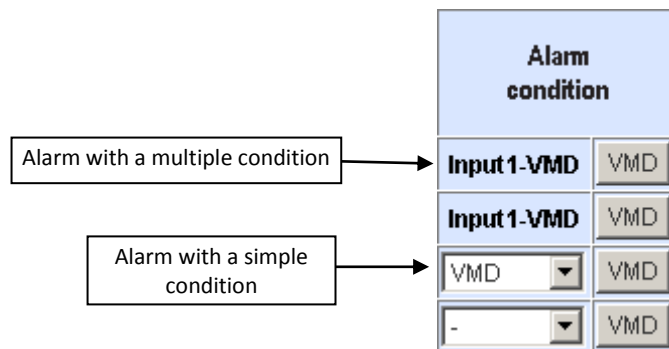 Alarm
condition
Alarm with a multiple condition
Input1-VMD VMD
Input1-VMD VMD
Alarm with a simple
condition
VMD VMD
- VMD